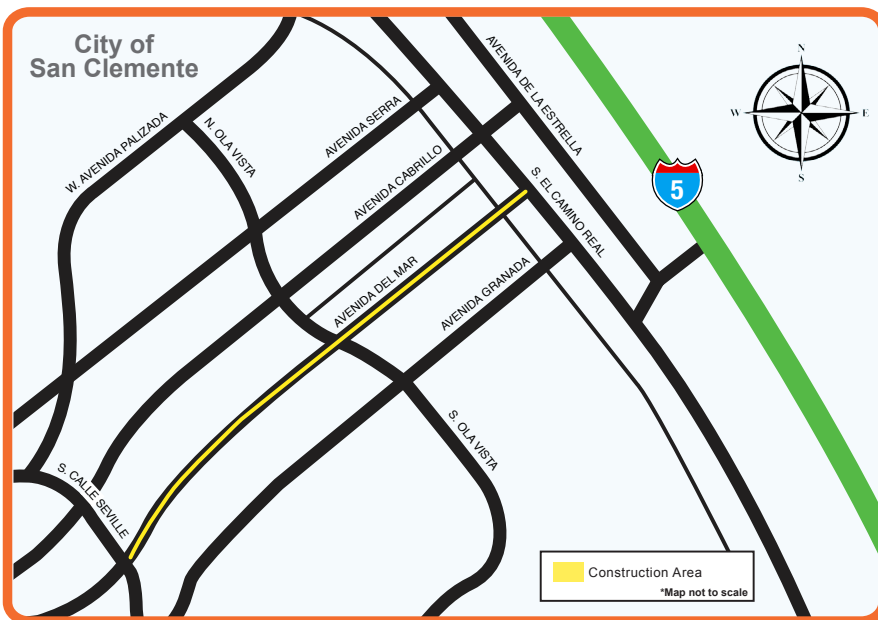 City of
San Clemente
W. AVENIDA PALIZADA
N. OLA VISTA
AVENIDA SERRA
AVENIDA CABRILLO
AVENIDA DE LA ESTRELLA
S. EL CAMINO REAL
AVENIDA DEL MAR
AVENIDA GRANADA
S. OLA VISTA
S. CALLE SEVILLE
N
W
E
S
5
Construction Area
*Map not to scale